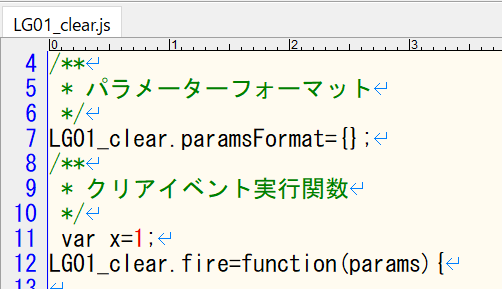 LG01_clear.js
0 1 2 3
4 /**↵
5 * パラメーターフォーマット↵
6 */↵
7 LG01_clear.paramsFormat={};↵
8 /**↵
9 * クリアイベント実行関数↵
10 */↵
11 var x=1;↵
12 LG01_clear.fire=function(params){↵
13